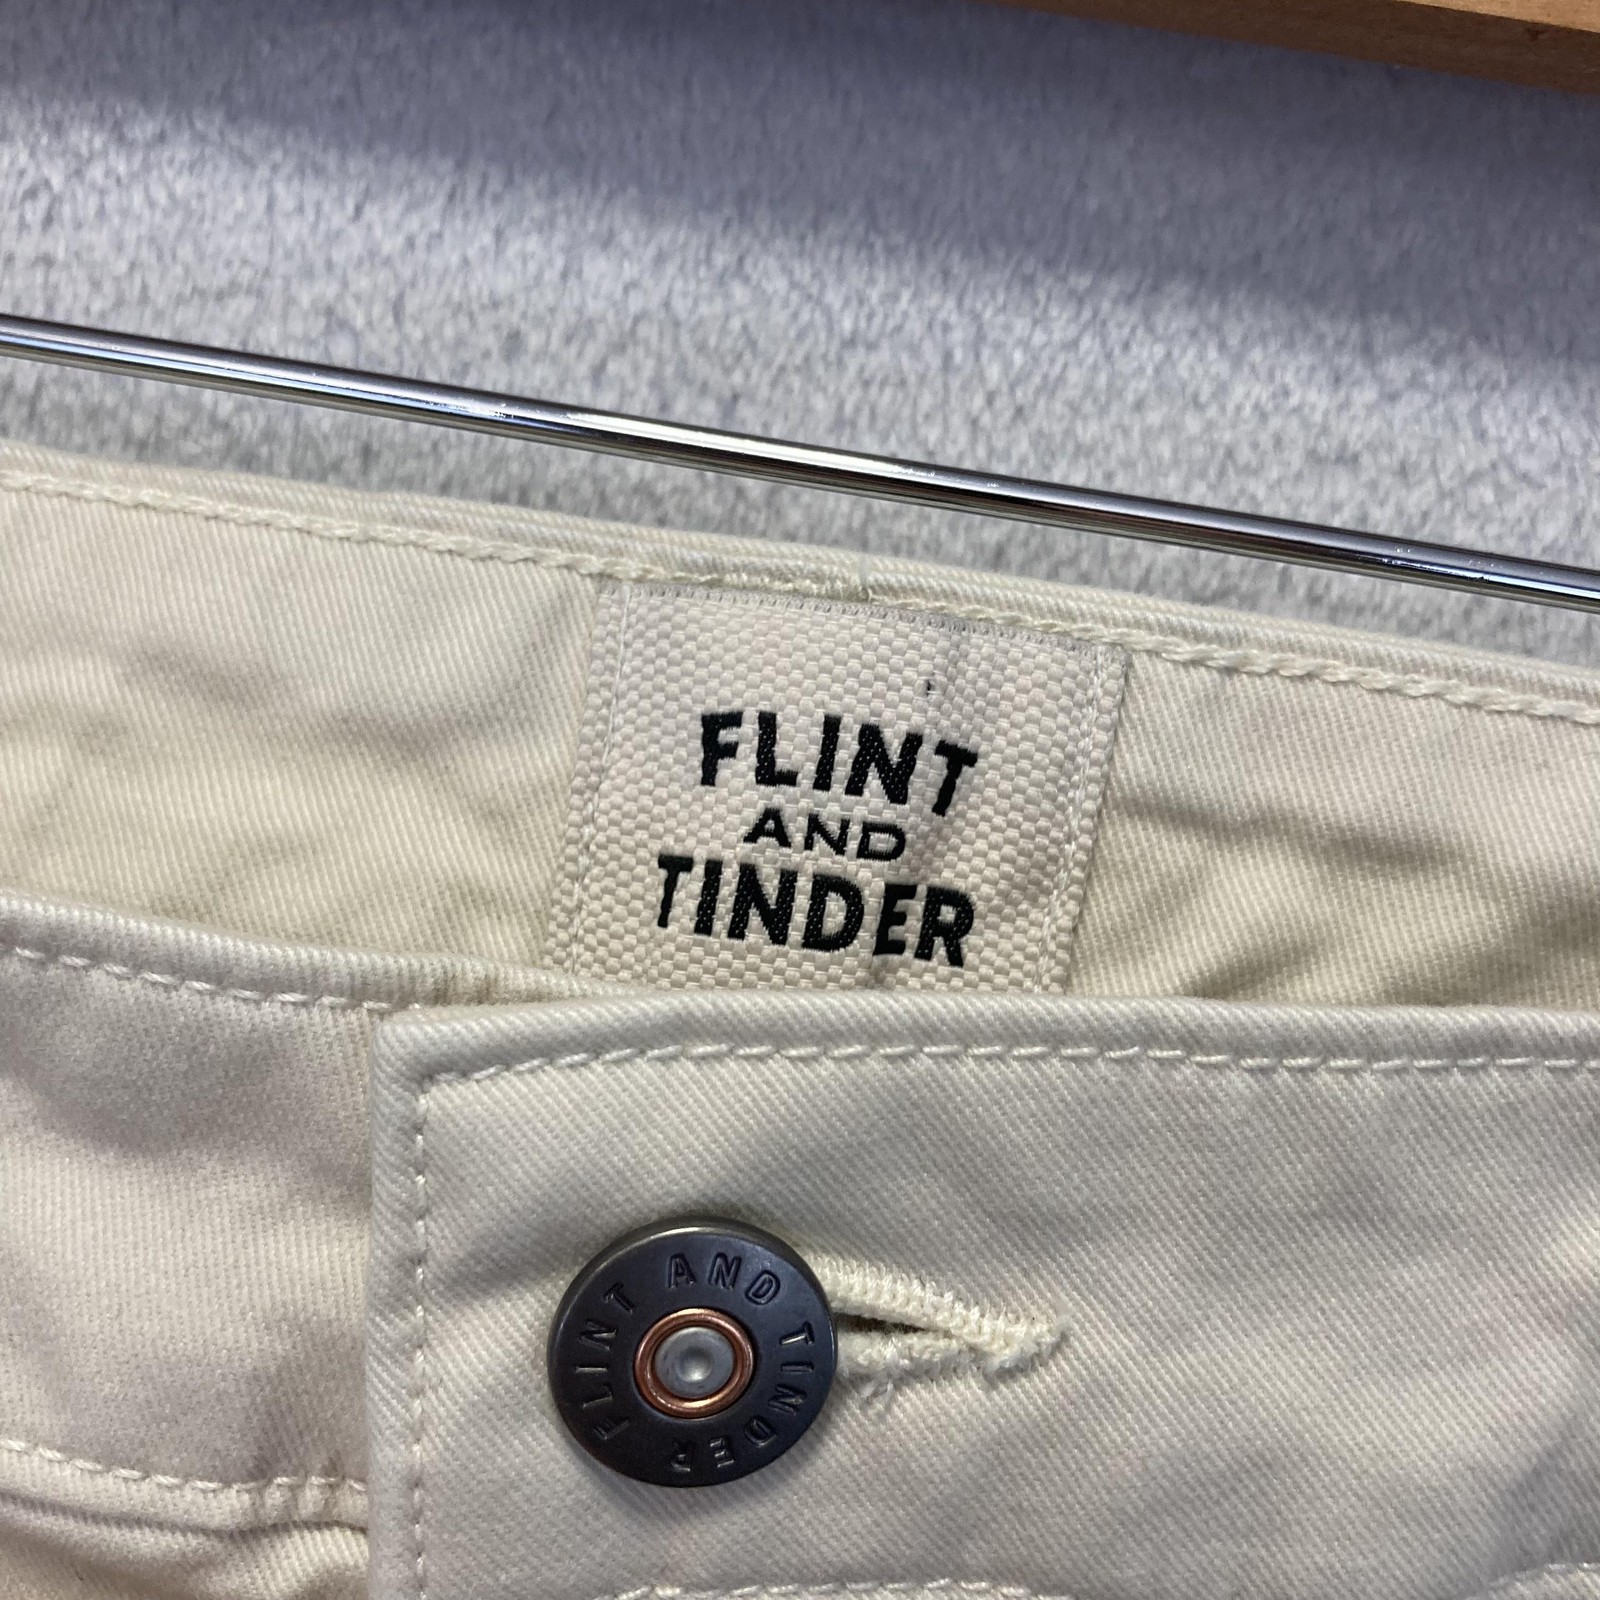 FLINT
AND
TINDER
FLINT AND TINDER